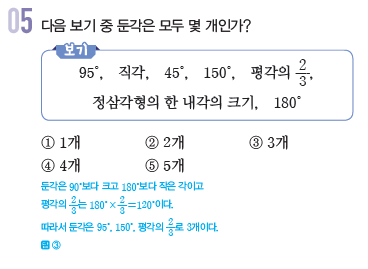 05 다음 보기 중 둔각은 모두 몇 개인가?
보기
95°, 직각, 45°, 150°, 평각의 2/3,
정삼각형의 한 내각의 크기, 180°
① 1개 ② 2개 ③ 3개
④ 4개 ⑤ 5개
둔각은 90°보다 크고 180°보다 작은 각이고
평각의 2/3는 180°×2/3=120°이다.
따라서 둔각은 95°, 150°, 평각의 2/3로 3개이다.
답 ③